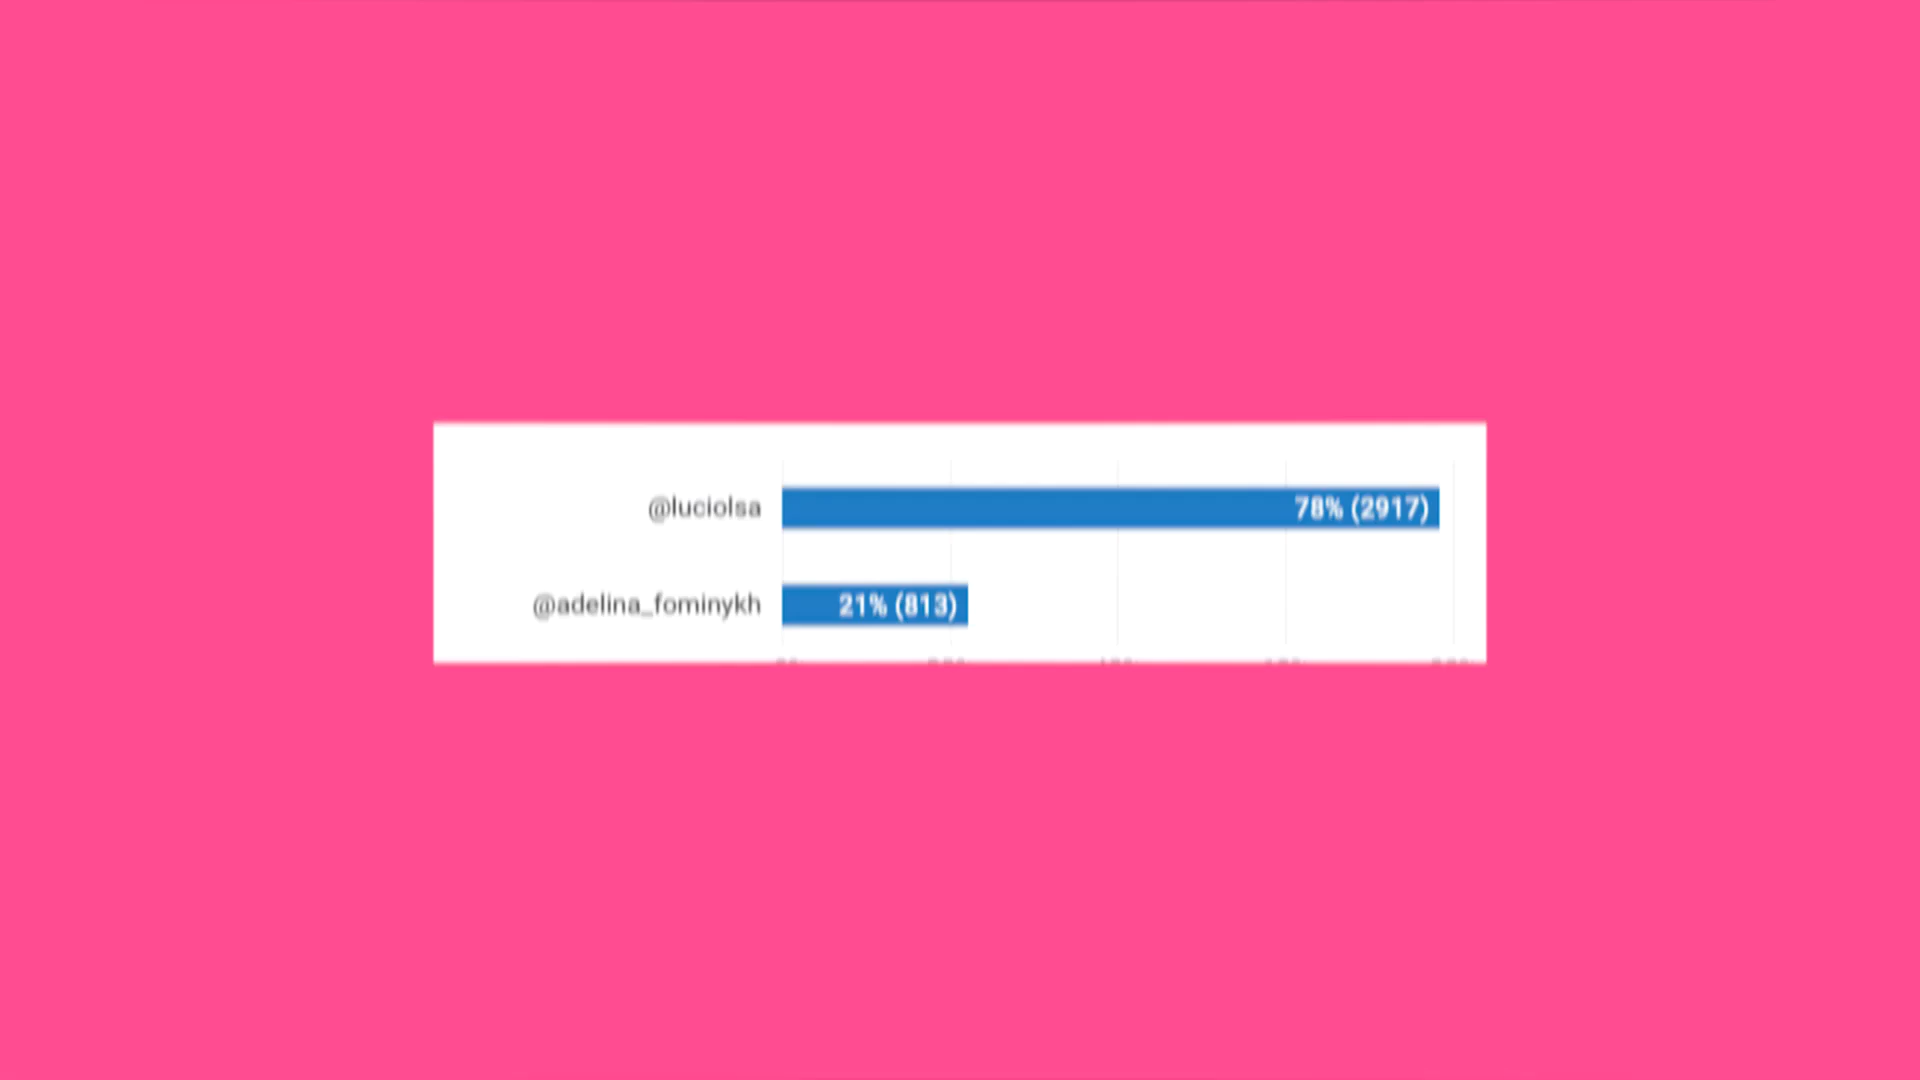 @luciolsa 78% (2917)
@adelina_fominykh 21% (813)